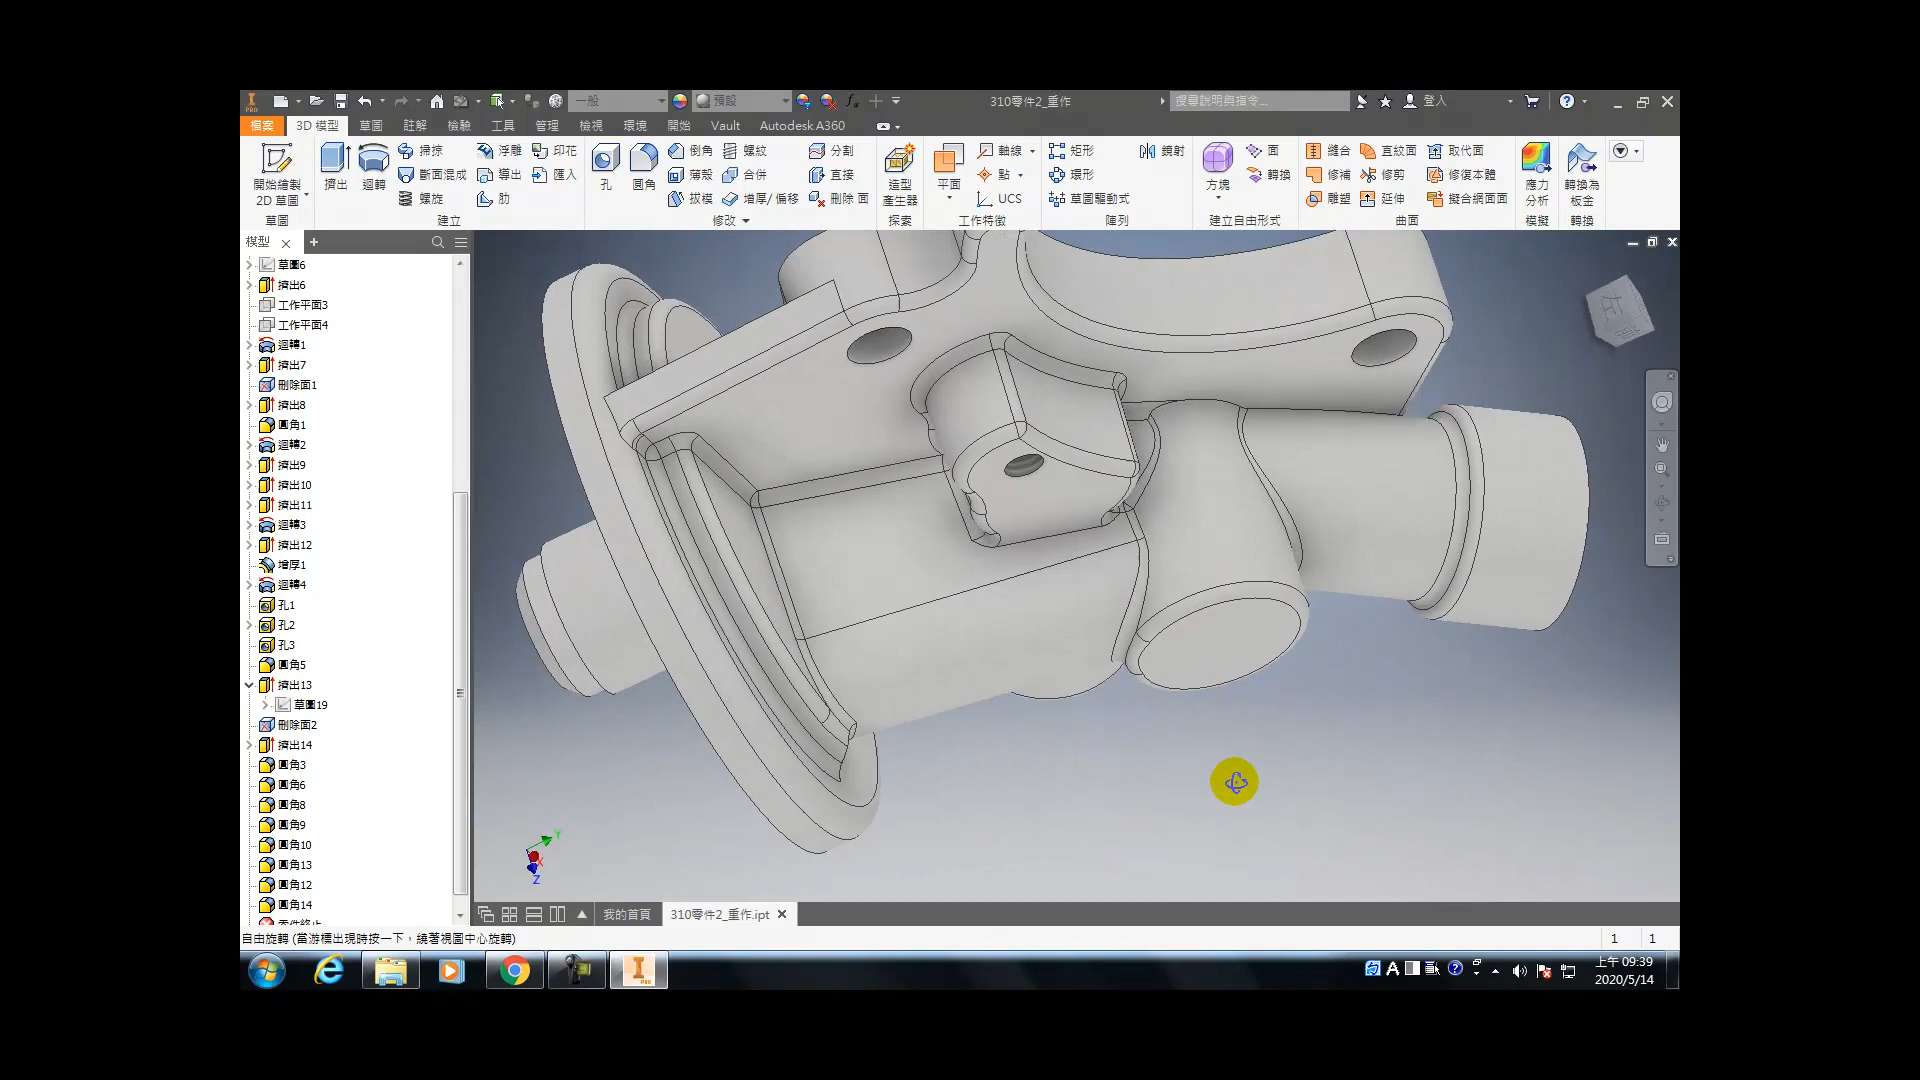 310零件2_重作
一般
預設
搜尋說明與指令...
登入
檔案 3D 模型 草圖 註解 檢驗 工具 管理 檢視 環境 開始 Vault Autodesk A360
開始繪製
2D 草圖
草圖
擠出
迴轉
掃掠
斷面混成
螺旋
浮雕
導出
肋
印花
匯入
建立
孔
圓角
倒角
薄殼
拔模
螺紋
合併
增厚/ 偏移
分割
直接
刪除 面
修改
造型
產生器
探索
平面
軸線
點
UCS
工作特徵
矩形
環形
草圖驅動式
鏡射
陣列
方塊
面
轉換
建立自由形式
縫合
修補
雕塑
直紋面
修剪
延伸
取代面
修復本體
擬合網面面
曲面
應力
分析
模擬
轉換為
板金
轉換
模型
草圖6
擠出6
工作平面3
工作平面4
迴轉1
擠出7
刪除面1
擠出8
圓角1
迴轉2
擠出9
擠出10
擠出11
迴轉3
擠出12
增厚1
迴轉4
孔1
孔2
孔3
圓角5
擠出13
草圖19
刪除面2
擠出14
圓角3
圓角6
圓角8
圓角9
圓角10
圓角13
圓角12
圓角14
Y
X
Z
我的首頁
310零件2_重作.ipt
自由旋轉 (當游標出現時按一下，繞著視圖中心旋轉)
1 1
PRO
A
上午 09:39
2020/5/14